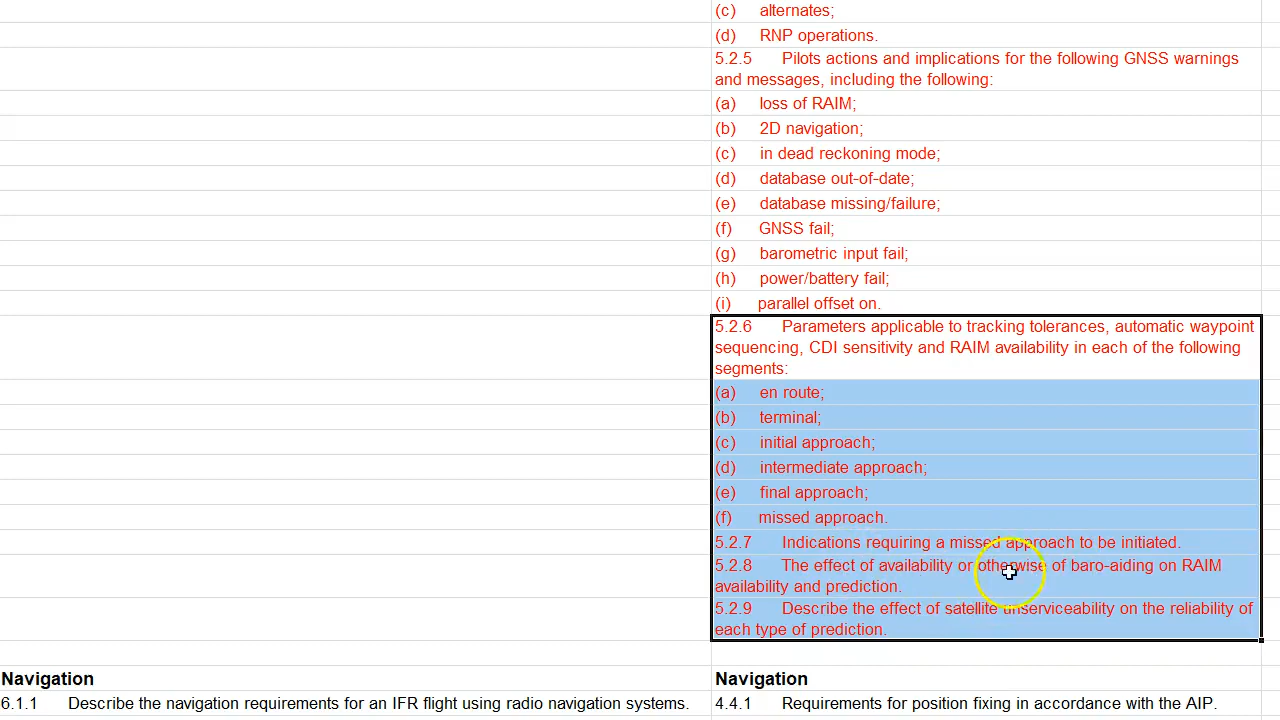 (c) alternates;
(d) RNP operations.
5.2.5 Pilots actions and implications for the following GNSS warnings
and messages, including the following:
(a) loss of RAIM;
(b) 2D navigation;
(c) in dead reckoning mode;
(d) database out-of-date;
(e) database missing/failure;
(f) GNSS fail;
(g) barometric input fail;
(h) power/battery fail;
(i) parallel offset on.
5.2.6 Parameters applicable to tracking tolerances, automatic waypoint
sequencing, CDI sensitivity and RAIM availability in each of the following
segments:
(a) en route;
(b) terminal;
(c) initial approach;
(d) intermediate approach;
(e) final approach;
(f) missed approach.
5.2.7 Indications requiring a missed approach to be initiated.
5.2.8 The effect of availability or otherwise of baro-aiding on RAIM
availability and prediction.
5.2.9 Describe the effect of satellite unserviceability on the reliability of
each type of prediction.
Navigation
6.1.1 Describe the navigation requirements for an IFR flight using radio navigation systems.
Navigation
4.4.1 Requirements for position fixing in accordance with the AIP.